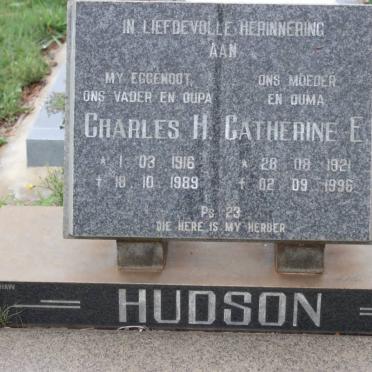 IN LIEFDEVOLLE HERINNERING
AAN
MY EGGENOOT,
ONS VADER EN OUPA
CHARLES H.
* 1 · 03 · 1916
† 18 · 10 · 1989
ONS MOEDER
EN OUMA
CATHERINE E
* 28 · 08 · 1921
† 02 · 09 · 1996
PS 23
DIE HERE IS MY HERDER
HUDSON